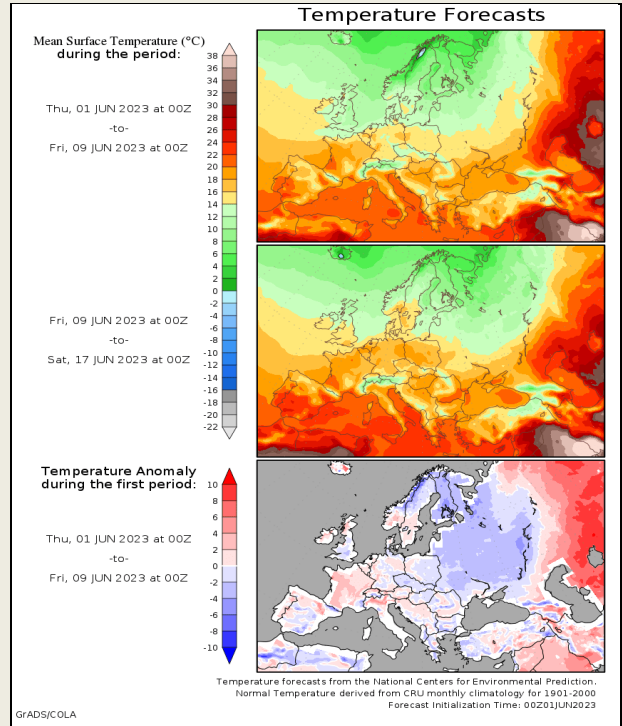 Temperature Forecasts
Mean Surface Temperature (°C)
during the period:
Thu, 01 JUN 2023 at 00Z
-to-
Fri, 09 JUN 2023 at 00Z
38
36
34
32
30
28
26
24
22
20
18
16
14
12
10
8
6
4
2
0
-2
-4
-6
-8
-10
-12
-14
-16
-18
-20
-22
Fri, 09 JUN 2023 at 00Z
-to-
Sat, 17 JUN 2023 at 00Z
Temperature Anomaly
during the first period:
Thu, 01 JUN 2023 at 00Z
-to-
Fri, 09 JUN 2023 at 00Z
10
8
6
4
2
0
-2
-4
-6
-8
-10
Temperature forecasts from the National Centers for Environmental Prediction.
Normal Temperature derived from CRU monthly climatology for 1901-2000
Forecast Initialization Time: 00Z01JUN2023
GrADS/COLA